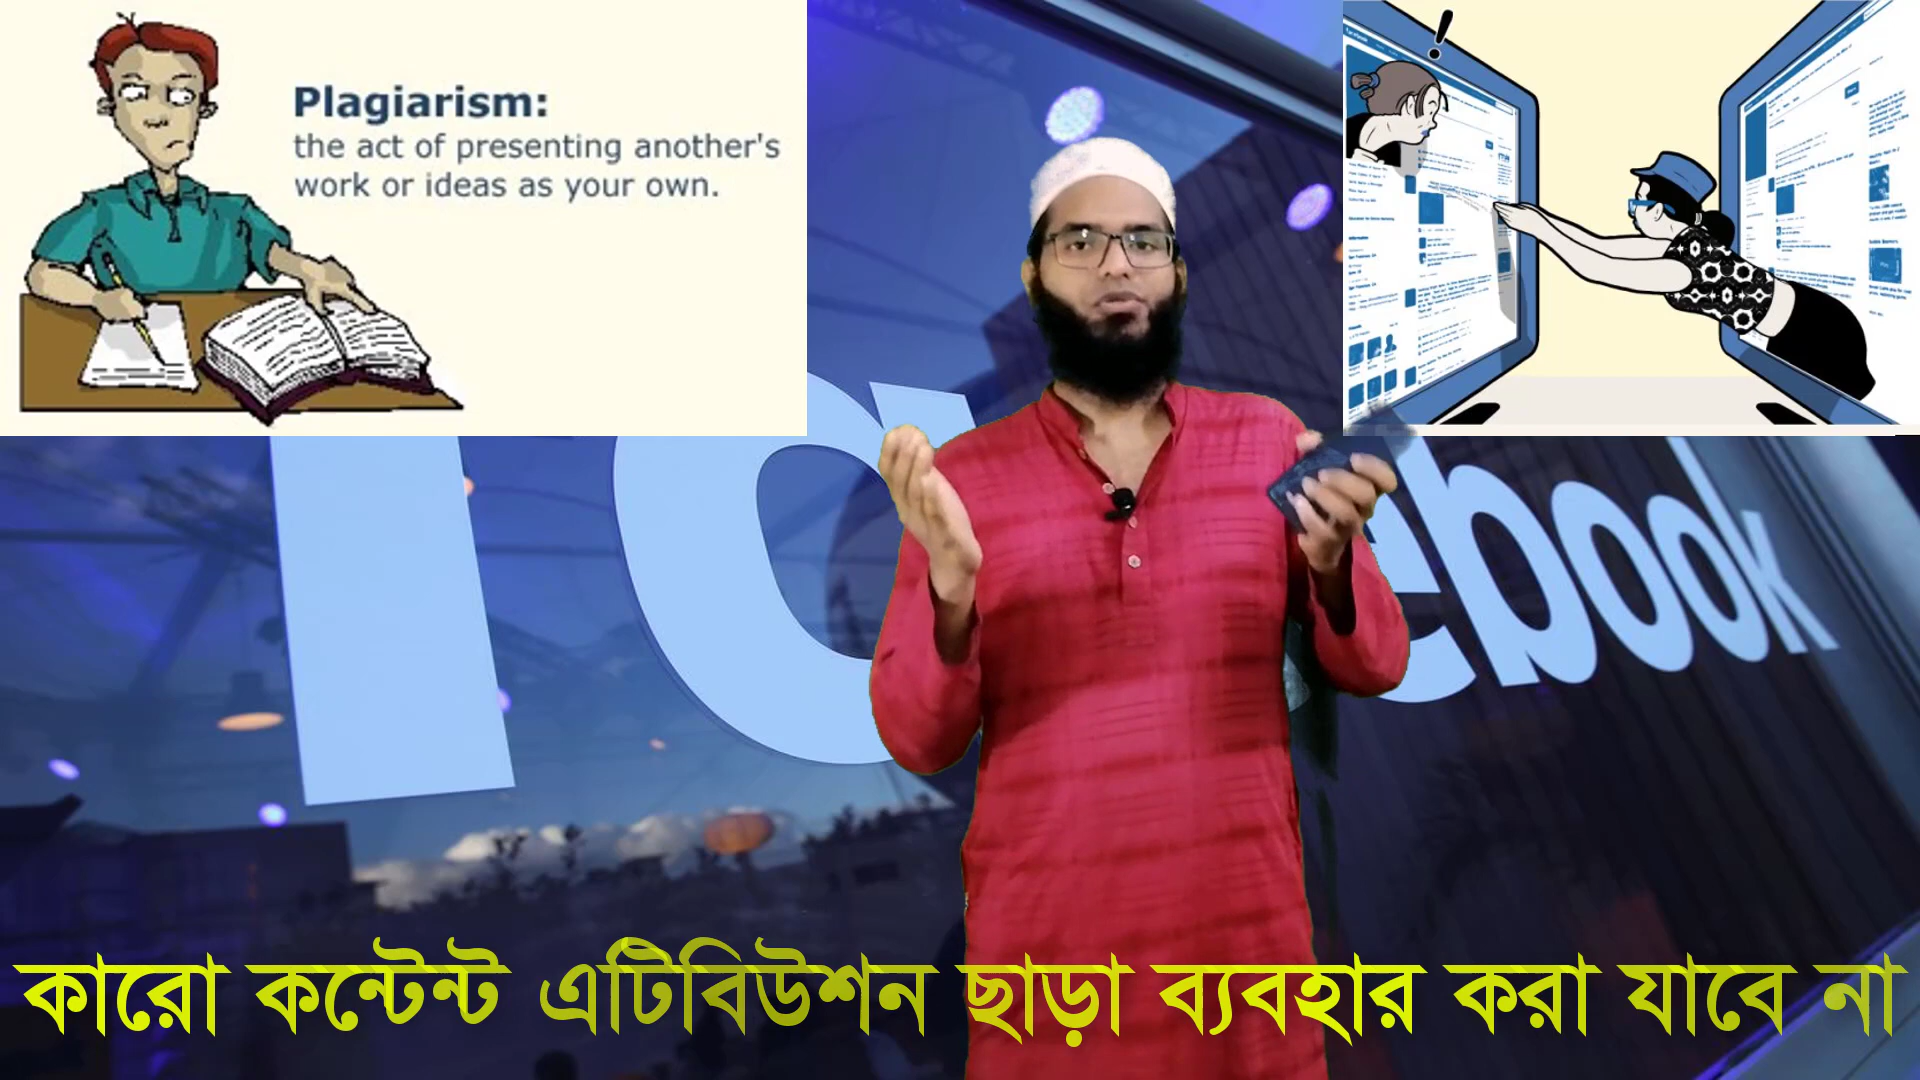 Plagiarism:
the act of presenting another's
work or ideas as your own.
ebook
কারো কন্টেন্ট এটিবিউশন ছাড়া ব্যবহার করা যাবে না